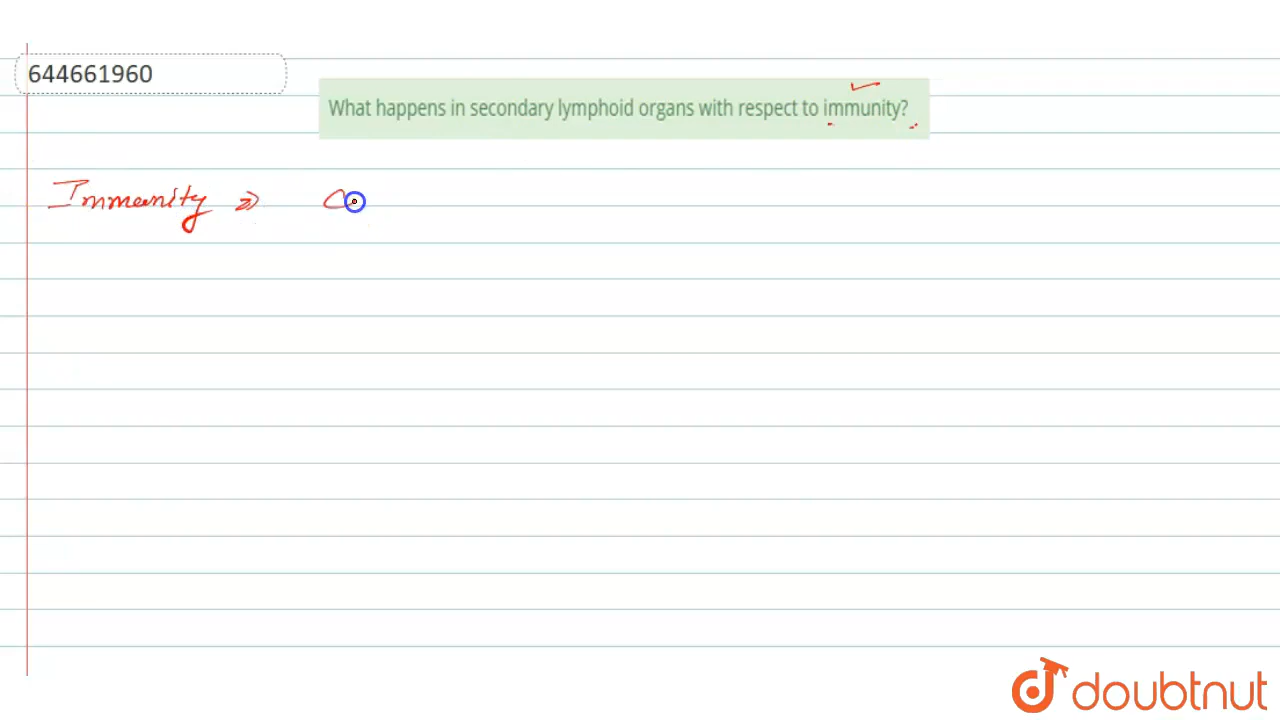 644661960
What happens in secondary lymphoid organs with respect to immunity?
Immunity ⇒
doubtnut